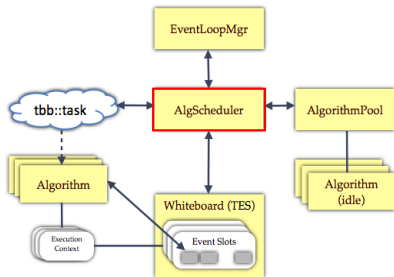 EventLoopMgr
tbb::task
AlgScheduler
AlgorithmPool
Algorithm
Algorithm
(idle)
Whiteboard (TES)
Execution
Context
Event Slots